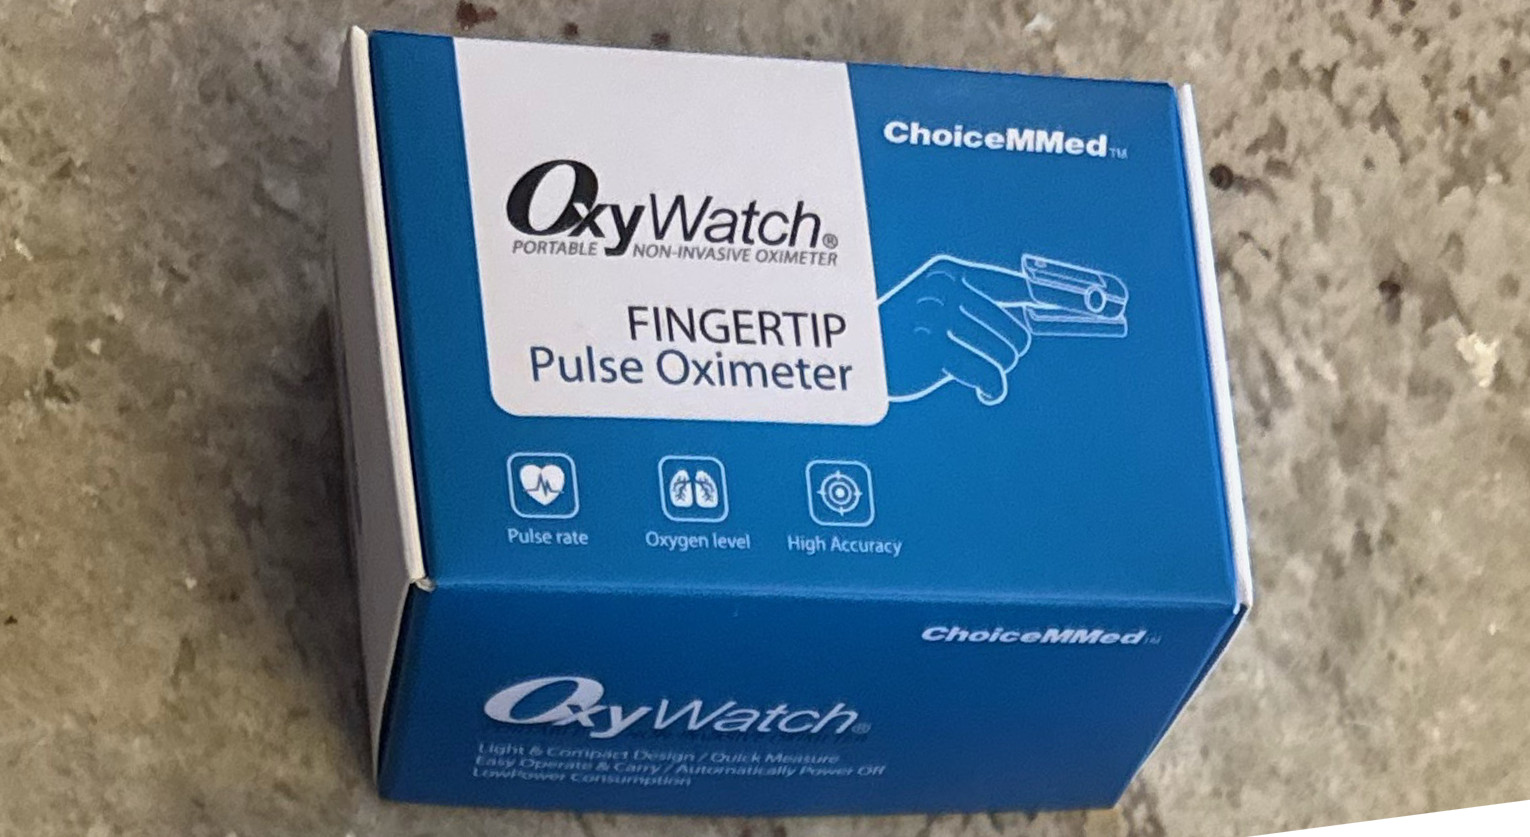 ChoiceMMed™
OxyWatch®
PORTABLE NON-INVASIVE OXIMETER
FINGERTIP
Pulse Oximeter
Pulse rate
Oxygen level
High Accuracy
ChoiceMMed™
OxyWatch®
Light & Compact Design / Quick Measure
Easy Operate & Carry / Automatically Power Off
LowPower Consumption